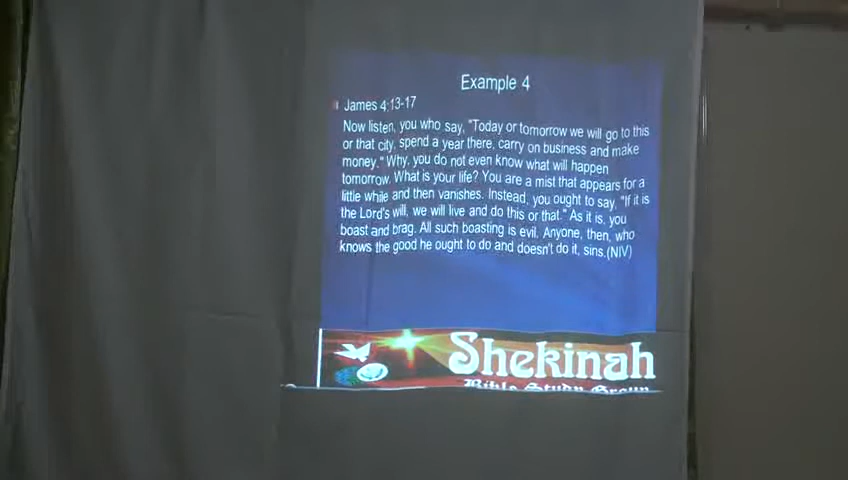 Example 4
James 4:13-17
Now listen, you who say, "Today or tomorrow we will go to this
or that city, spend a year there, carry on business and make
money." Why, you do not even know what will happen
tomorrow. What is your life? You are a mist that appears for a
little while and then vanishes. Instead, you ought to say, "If it is
the Lord's will, we will live and do this or that." As it is, you
boast and brag. All such boasting is evil. Anyone, then, who
knows the good he ought to do and doesn't do it, sins.(NIV)
Shekinah
Bible Study Group